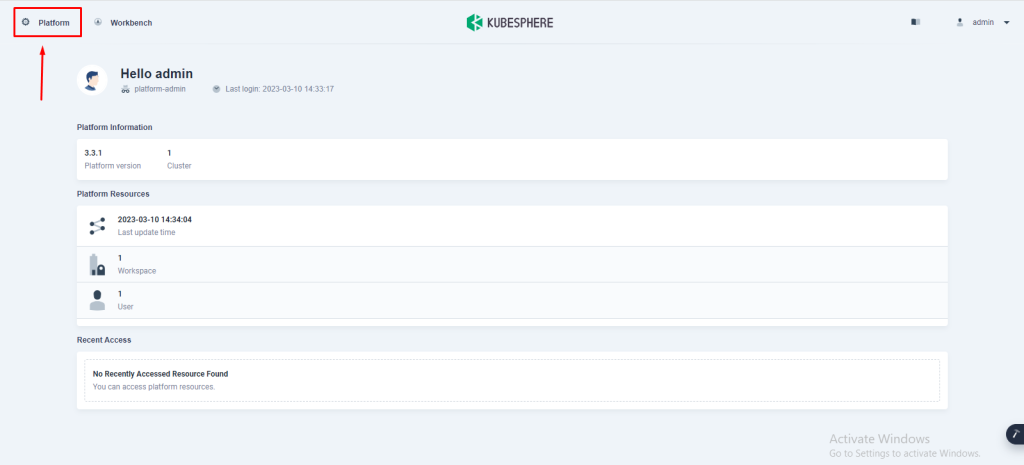 Platform
Workbench
KUBESPHERE
admin
Hello admin
platform-admin
Last login: 2023-03-10 14:33:17
Platform Information
3.3.1
Platform version
1
Cluster
Platform Resources
2023-03-10 14:34:04
Last update time
1
Workspace
1
User
Recent Access
No Recently Accessed Resource Found
You can access platform resources.
Activate Windows
Go to Settings to activate Windows.